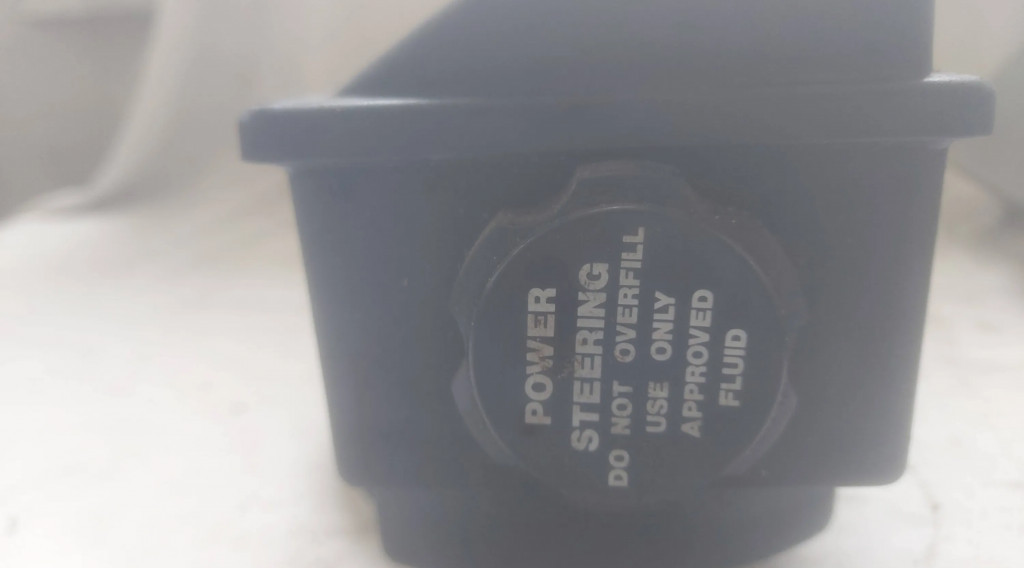 POWER
STEERING
DO NOT OVERFILL
USE ONLY
APPROVED
FLUID